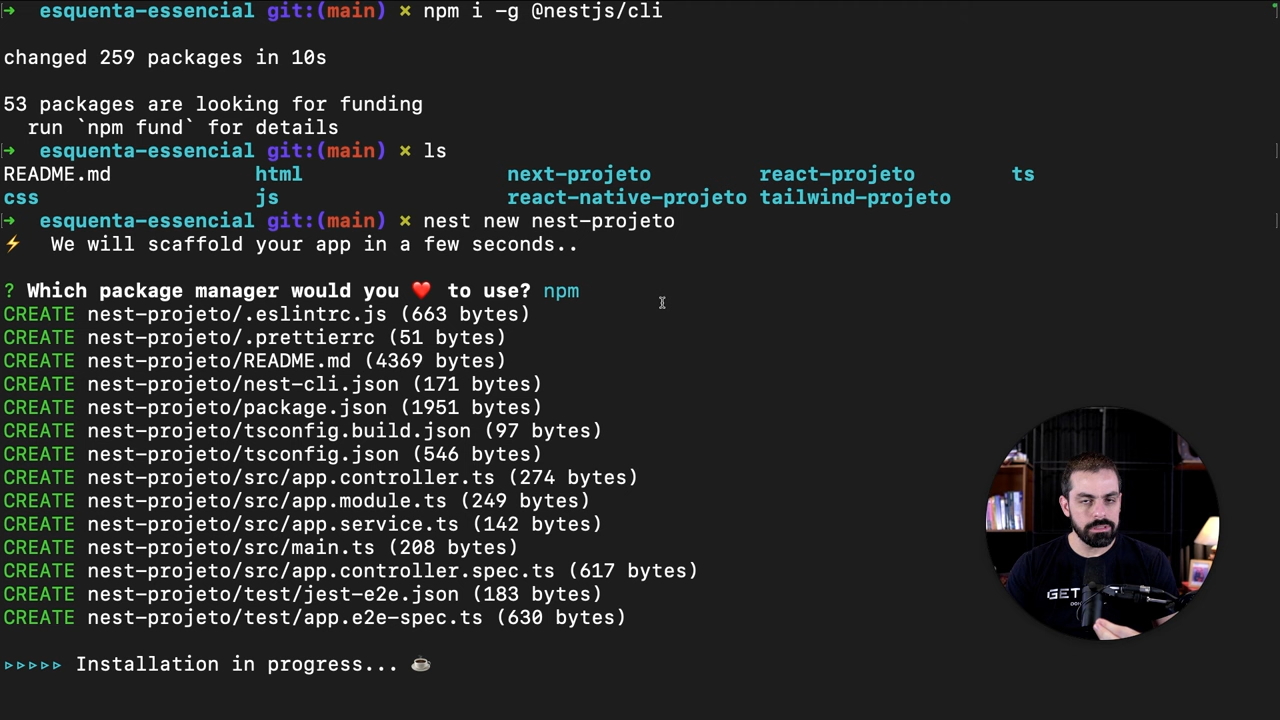 ➜ esquenta-essencial git:(main) ✗ npm i -g @nestjs/cli
changed 259 packages in 10s
53 packages are looking for funding
run `npm fund` for details
➜ esquenta-essencial git:(main) ✗ ls
README.md html next-projeto react-projeto ts
css js react-native-projeto tailwind-projeto
➜ esquenta-essencial git:(main) ✗ nest new nest-projeto
⚡ We will scaffold your app in a few seconds..
? Which package manager would you ❤️ to use? npm
CREATE nest-projeto/.eslintrc.js (663 bytes)
CREATE nest-projeto/.prettierrc (51 bytes)
CREATE nest-projeto/README.md (4369 bytes)
CREATE nest-projeto/nest-cli.json (171 bytes)
CREATE nest-projeto/package.json (1951 bytes)
CREATE nest-projeto/tsconfig.build.json (97 bytes)
CREATE nest-projeto/tsconfig.json (546 bytes)
CREATE nest-projeto/src/app.controller.ts (274 bytes)
CREATE nest-projeto/src/app.module.ts (249 bytes)
CREATE nest-projeto/src/app.service.ts (142 bytes)
CREATE nest-projeto/src/main.ts (208 bytes)
CREATE nest-projeto/src/app.controller.spec.ts (617 bytes)
CREATE nest-projeto/test/jest-e2e.json (183 bytes)
CREATE nest-projeto/test/app.e2e-spec.ts (630 bytes)
▹▹▹▹▹ Installation in progress... ☕
GET